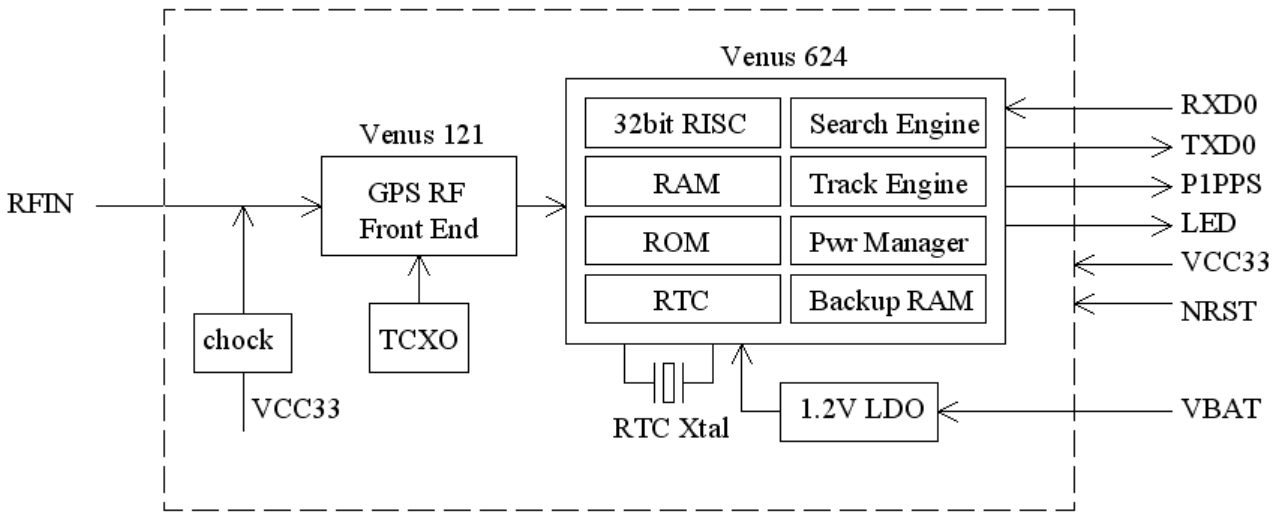 Venus 624
32bit RISC
Search Engine
RXD0
Venus 121
TXD0
RFIN
GPS RF
Front End
RAM
Track Engine
P1PPS
ROM
Pwr Manager
LED
VCC33
RTC
Backup RAM
NRST
chock
TCXO
VCC33
RTC Xtal
1.2V LDO
VBAT